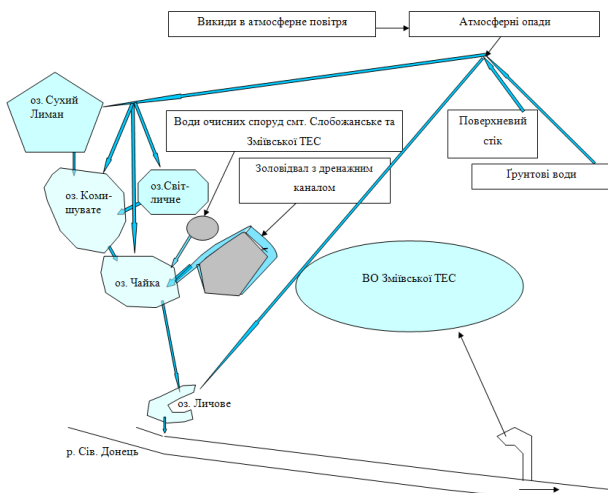 Викиди в атмосферне повітря
Атмосферні опади
оз. Сухий
Лиман
Води очисних споруд смт. Слобожанське та
Зміївської ТЕС
Поверхневий
стік
Золовідвал з дренажним
каналом
Ґрунтові води
оз. Коми-
шувате
оз.Світ-
личне
оз. Чайка
ВО Зміївської ТЕС
оз. Личове
р. Сів. Донець